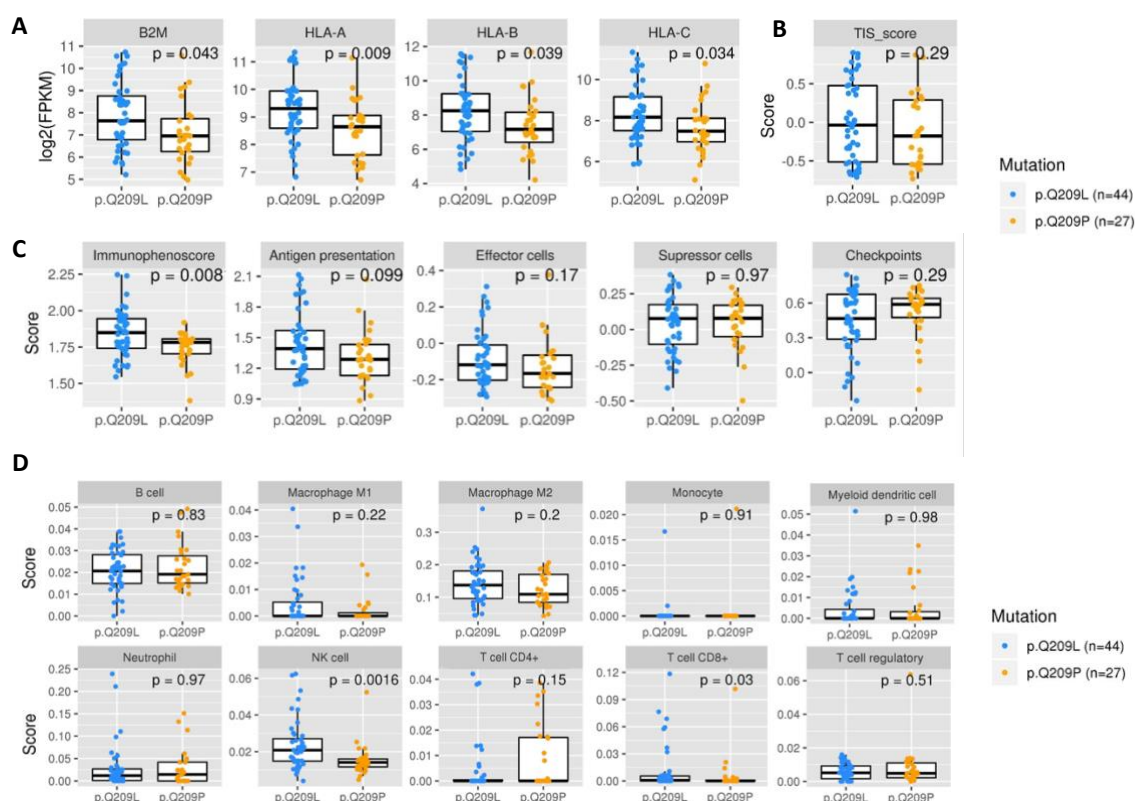 A
B2M
HLA-A
HLA-B
HLA-C
p = 0.043
p = 0.009
p = 0.039
p = 0.034
log2(FPKM)
11
10
9
8
7
6
5
11
10
9
8
7
12
10
8
6
4
10
8
6
p.Q209L p.Q209P
p.Q209L p.Q209P
p.Q209L p.Q209P
p.Q209L p.Q209P
B
TIS_score
p = 0.29
Score
0.5
0.0
-0.5
p.Q209L p.Q209P
Mutation
p.Q209L (n=44)
p.Q209P (n=27)
C
Immunophenoscore
Antigen presentation
Effector cells
Supressor cells
Checkpoints
p = 0.008
p = 0.099
p = 0.17
p = 0.97
p = 0.29
Score
2.25
2.00
1.75
1.50
2.1
1.8
1.5
1.2
0.9
0.4
0.2
-0.0
-0.2
0.25
0.00
-0.25
-0.50
0.6
0.3
0.0
p.Q209L p.Q209P
p.Q209L p.Q209P
p.Q209L p.Q209P
p.Q209L p.Q209P
p.Q209L p.Q209P
D
B cell
Macrophage M1
Macrophage M2
Monocyte
Myeloid dendritic cell
p = 0.83
p = 0.22
p = 0.2
p = 0.91
p = 0.98
Score
0.05
0.04
0.03
0.02
0.01
0.00
0.04
0.03
0.02
0.01
0.00
0.3
0.2
0.1
0.020
0.015
0.010
0.005
0.000
0.05
0.04
0.03
0.02
0.01
0.00
p.Q209L p.Q209P
p.Q209L p.Q209P
p.Q209L p.Q209P
p.Q209L p.Q209P
p.Q209L p.Q209P
Neutrophil
NK cell
T cell CD4+
T cell CD8+
T cell regulatory
p = 0.97
p = 0.0016
p = 0.15
p = 0.03
p = 0.51
Score
0.25
0.20
0.15
0.10
0.05
0.00
0.06
0.04
0.02
0.04
0.03
0.02
0.01
0.00
0.12
0.08
0.04
0.00
0.06
0.04
0.02
0.00
p.Q209L p.Q209P
p.Q209L p.Q209P
p.Q209L p.Q209P
p.Q209L p.Q209P
p.Q209L p.Q209P
Mutation
p.Q209L (n=44)
p.Q209P (n=27)